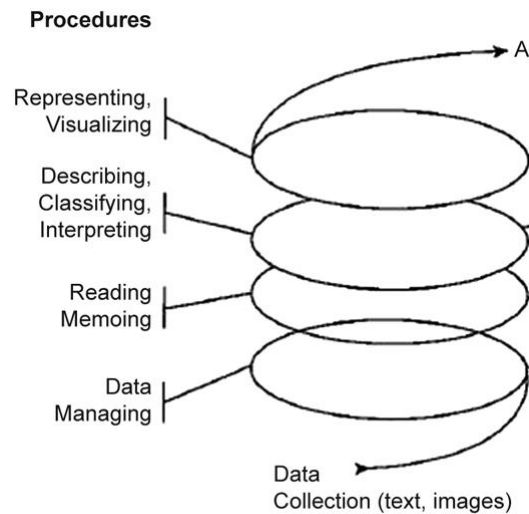 Procedures
A
Representing,
Visualizing
Describing,
Classifying,
Interpreting
Reading
Memoing
Data
Managing
Data
Collection (text, images)